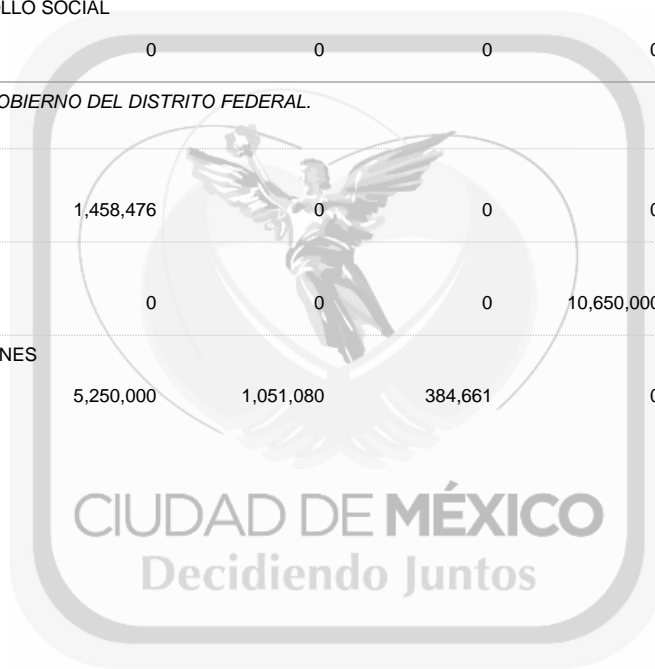 LLO SOCIAL
0 0 0 0
OBIERNO DEL DISTRITO FEDERAL.
1,458,476 0 0 0
0 0 0 10,650,000
NES
5,250,000 1,051,080 384,661 0
CIUDAD DE MÉXICO
Decidiendo Juntos